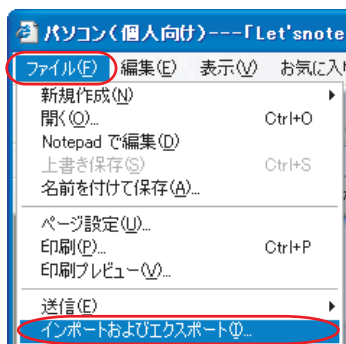 パソコン(個人向け)---「Let'snote
ファイル(F) 編集(E) 表示(V) お気に入り
新規作成(N)
開く(O)... Ctrl+O
Notepad で編集(D)
上書き保存(S) Ctrl+S
名前を付けて保存(A)...
ページ設定(U)...
印刷(P)... Ctrl+P
印刷プレビュー(V)...
送信(E)
インポートおよびエクスポート(I)...